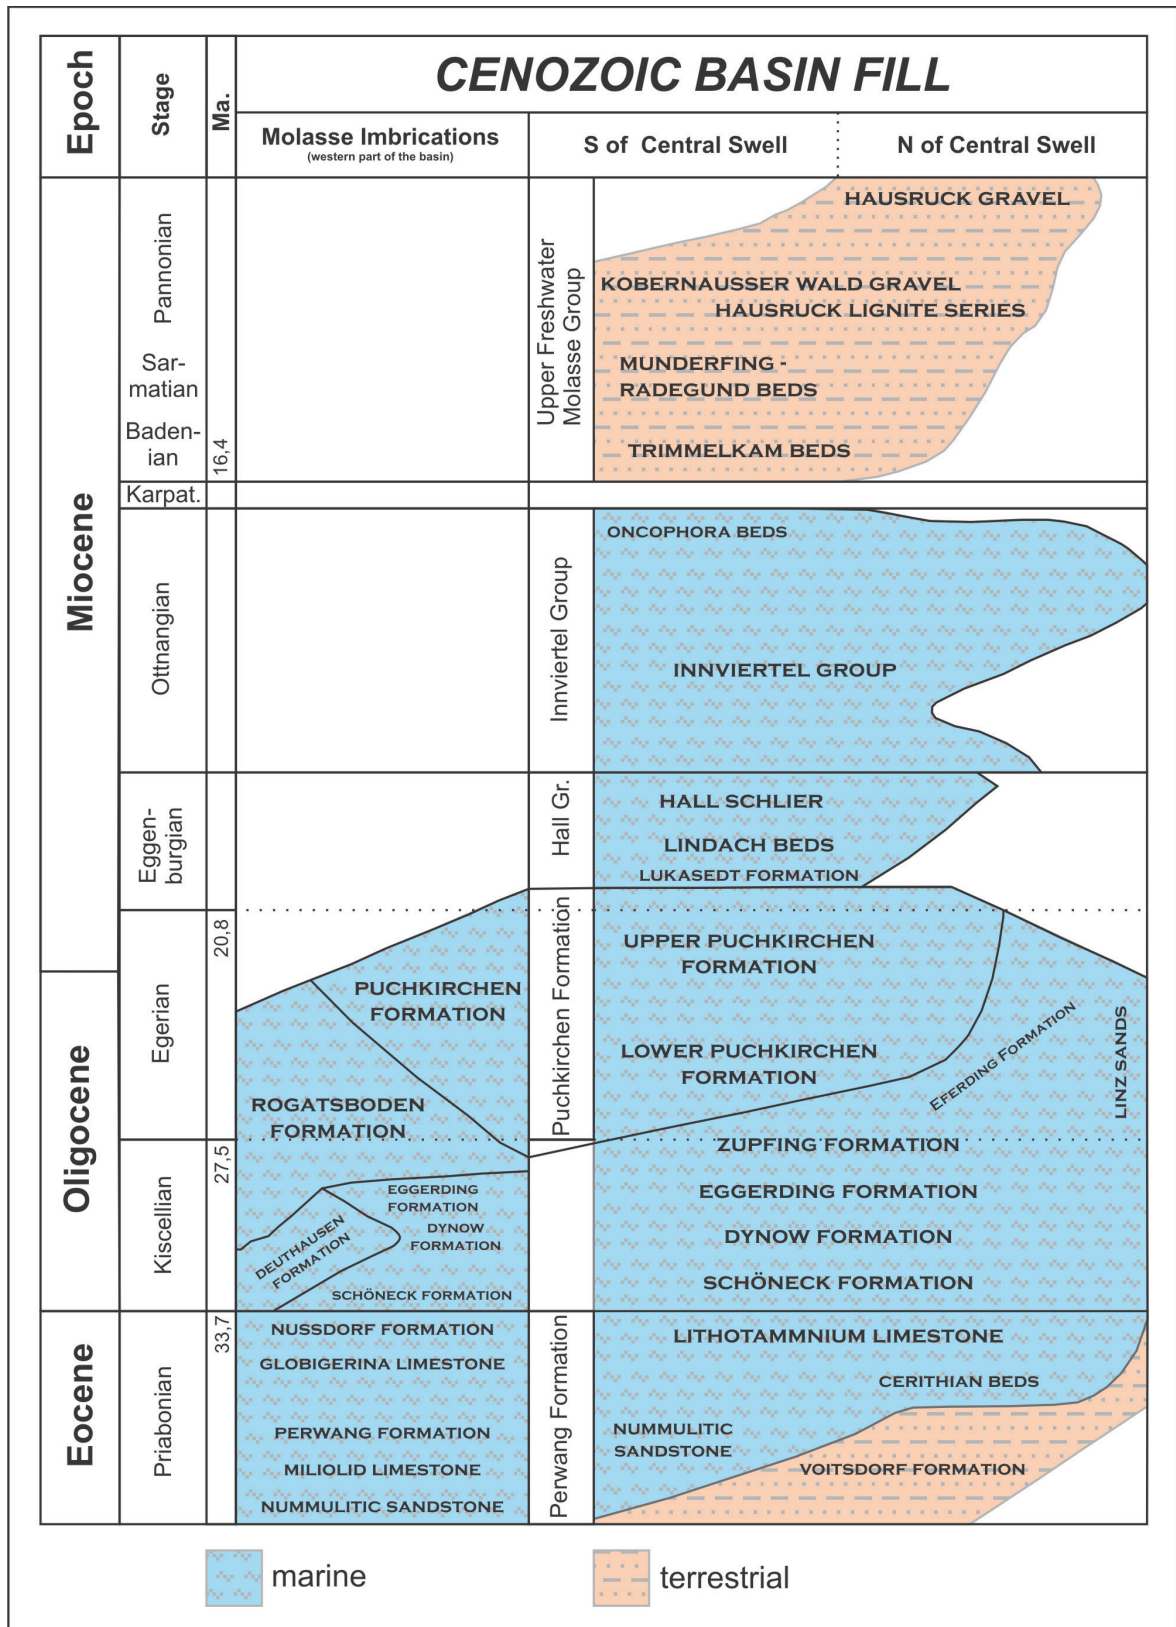 CENOZOIC BASIN FILL
Epoch
Stage
Ma.
Molasse Imbrications
(western part of the basin)
S of Central Swell
N of Central Swell
Miocene
Oligocene
Eocene
Pannonian
Sar-
matian
Baden-
ian
Karpat.
Ottnangian
Eggen-
burgian
Egerian
Kiscellian
Priabonian
16,4
20,8
27,5
33,7
PUCHKIRCHEN
FORMATION
ROGATSBODEN
FORMATION
EGGERDING
FORMATION
DEUTHAUSEN
FORMATION
DYNOW
FORMATION
SCHÖNECK FORMATION
NUSSDORF FORMATION
GLOBIGERINA LIMESTONE
PERWANG FORMATION
MILIOLID LIMESTONE
NUMMULITIC SANDSTONE
Upper Freshwater
Molasse Group
Innviertel Group
Hall Gr.
Puchkirchen Formation
Perwang Formation
HAUSRUCK GRAVEL
KOBERNAUSSER WALD GRAVEL
HAUSRUCK LIGNITE SERIES
MUNDERFING -
RADEGUND BEDS
TRIMMELKAM BEDS
ONCOPHORA BEDS
INNVIERTEL GROUP
HALL SCHLIER
LINDACH BEDS
LUKASEDT FORMATION
UPPER PUCHKIRCHEN
FORMATION
LOWER PUCHKIRCHEN
FORMATION
EFERDING FORMATION
LINZ SANDS
ZUPFING FORMATION
EGGERDING FORMATION
DYNOW FORMATION
SCHÖNECK FORMATION
LITHOTAMMNIUM LIMESTONE
CERITHIAN BEDS
NUMMULITIC
SANDSTONE
VOITSDORF FORMATION
marine
terrestrial